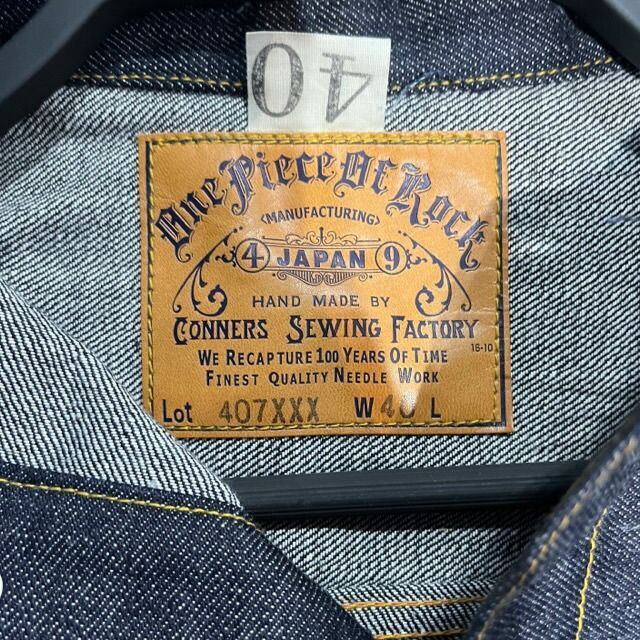 40
One Piece Of Rock
<MANUFACTURING>
4 JAPAN 9
HAND MADE BY
CONNERS SEWING FACTORY
WE RECAPTURE 100 YEARS OF TIME
16-10
FINEST QUALITY NEEDLE WORK
Lot 407XXX W 40 L